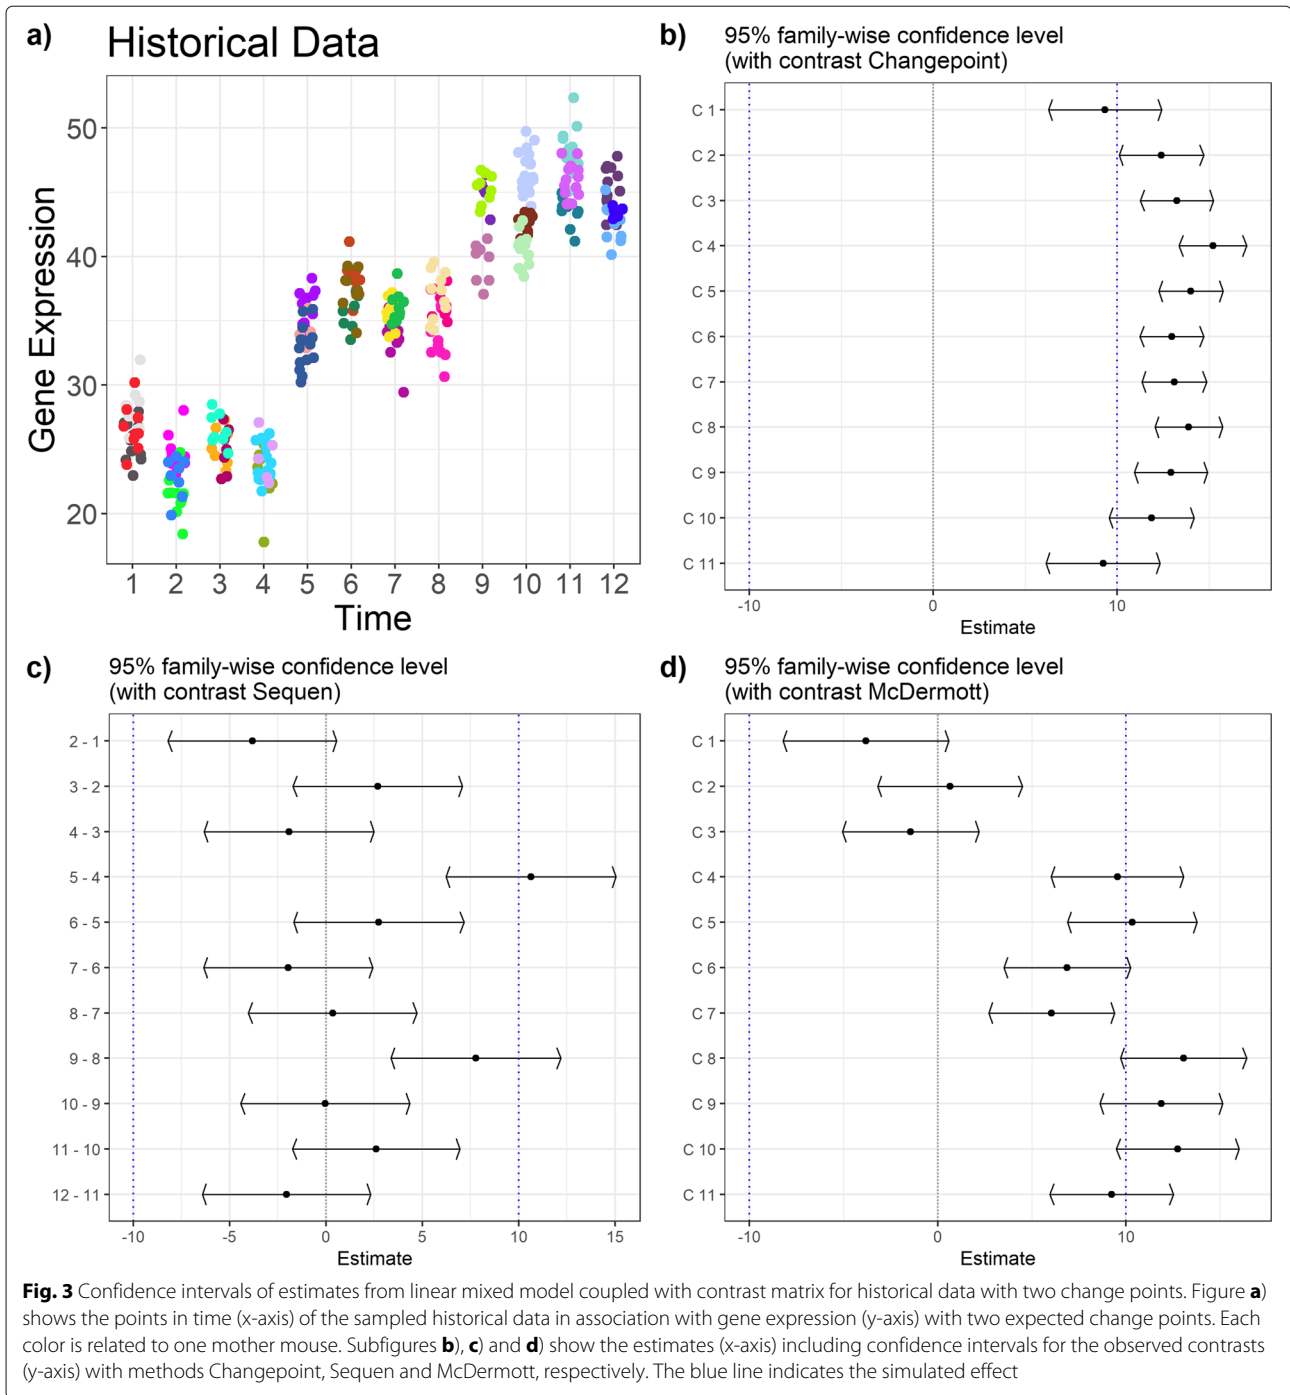 a) Historical Data
50
40
30
20
Gene Expression
1 2 3 4 5 6 7 8 9 10 11 12
Time
b) 95% family-wise confidence level
(with contrast Changepoint)
C 1
C 2
C 3
C 4
C 5
C 6
C 7
C 8
C 9
C 10
C 11
-10 0 10
Estimate
c) 95% family-wise confidence level
(with contrast Sequen)
2 - 1
3 - 2
4 - 3
5 - 4
6 - 5
7 - 6
8 - 7
9 - 8
10 - 9
11 - 10
12 - 11
-10 -5 0 5 10 15
Estimate
d) 95% family-wise confidence level
(with contrast McDermott)
C 1
C 2
C 3
C 4
C 5
C 6
C 7
C 8
C 9
C 10
C 11
-10 0 10
Estimate
Fig. 3 Confidence intervals of estimates from linear mixed model coupled with contrast matrix for historical data with two change points. Figure a)
shows the points in time (x-axis) of the sampled historical data in association with gene expression (y-axis) with two expected change points. Each
color is related to one mother mouse. Subfigures b), c) and d) show the estimates (x-axis) including confidence intervals for the observed contrasts
(y-axis) with methods Changepoint, Sequen and McDermott, respectively. The blue line indicates the simulated effect